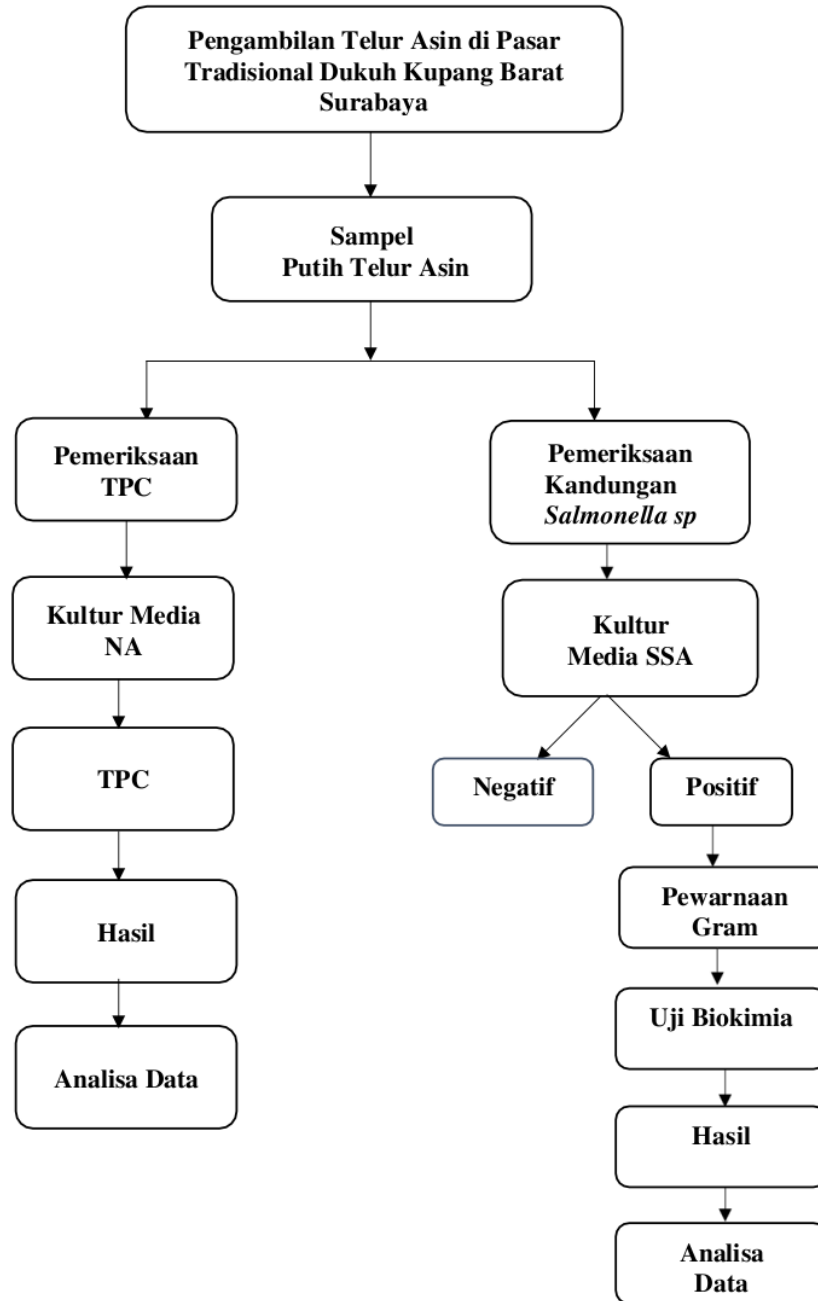 Pengambilan Telur Asin di Pasar
Tradisional Dukuh Kupang Barat
Surabaya
Sampel
Putih Telur Asin
Pemeriksaan
TPC
Kultur Media
NA
TPC
Hasil
Analisa Data
Pemeriksaan
Kandungan
Salmonella sp
Kultur
Media SSA
Negatif
Positif
Pewarnaan
Gram
Uji Biokimia
Hasil
Analisa
Data